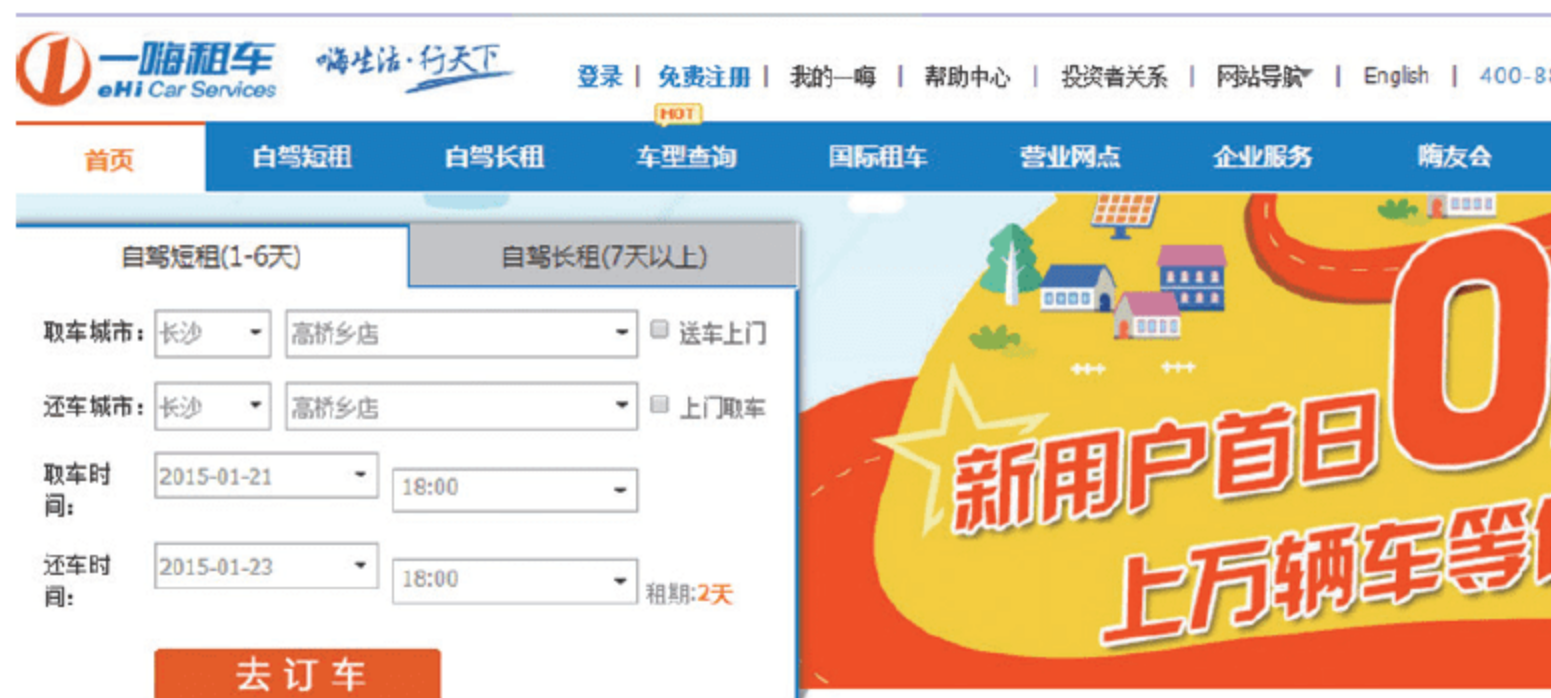 一嗨租车 嗨生活·行天下
eHi Car Services
登录 | 免费注册 | 我的一嗨 | 帮助中心 | 投资者关系 | 网站导航 | English | 400-8
HOT
首页 自驾短租 自驾长租 车型查询 国际租车 营业网点 企业服务 嗨友会
自驾短租(1-6天) 自驾长租(7天以上)
取车城市: 长沙 高桥乡店 送车上门
还车城市: 长沙 高桥乡店 上门取车
取车时
间: 2015-01-21 18:00
还车时
间: 2015-01-23 18:00 租期:2天
去订车
新用户首日0
上万辆车等